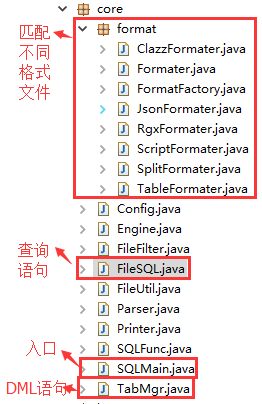 core
format
匹配
不同
格式
文件
ClazzFormater.java
Formater.java
FormatFactory.java
JsonFormater.java
RgxFormater.java
ScriptFormater.java
SplitFormater.java
TableFormater.java
Config.java
Engine.java
FileFilter.java
查询
语句
FileSQL.java
FileUtil.java
Parser.java
Printer.java
SQLFunc.java
入口
SQLMain.java
DML语句
TabMgr.java